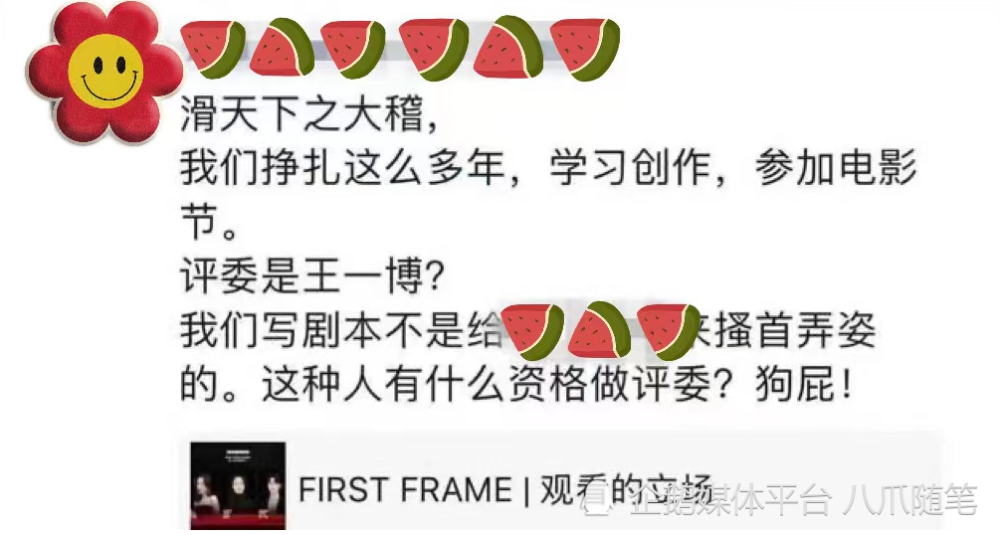 滑天下之大稽，
我们挣扎这么多年，学习创作，参加电影
节。
评委是王一博？
我们写剧本不是给来搔首弄姿
的。这种人有什么资格做评委？狗屁！
FIRST FRAME | 观看的立场
企鹅媒体平台 八爪随笔